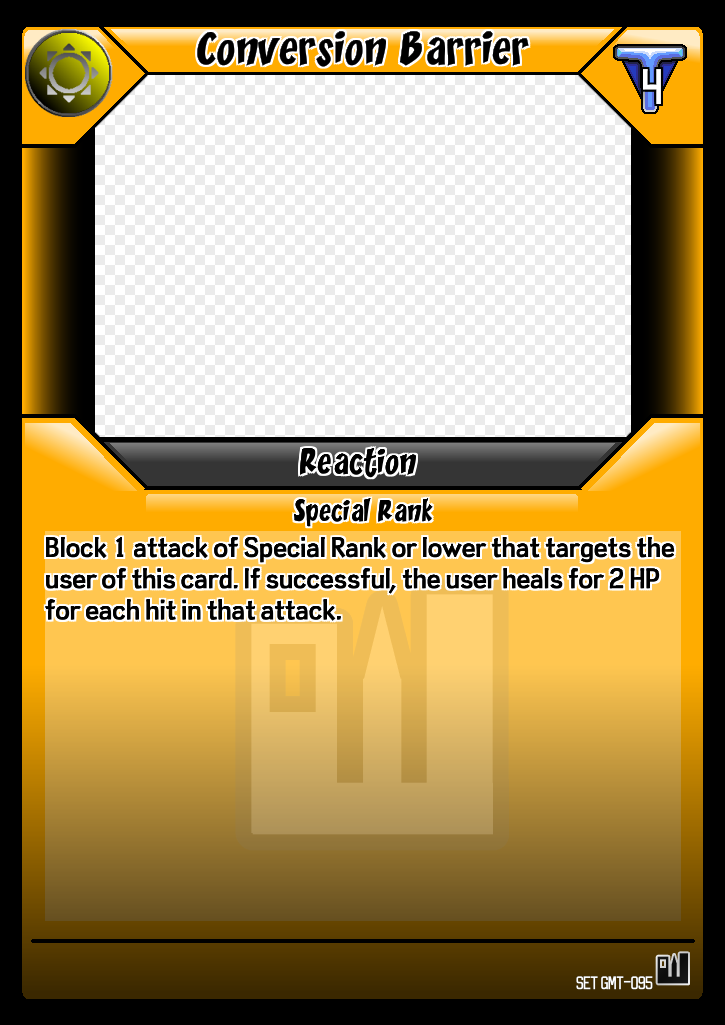 Conversion Barrier
4
Reaction
Special Rank
Block 1 attack of Special Rank or lower that targets the
user of this card. If successful, the user heals for 2 HP
for each hit in that attack.
SET GMT-095